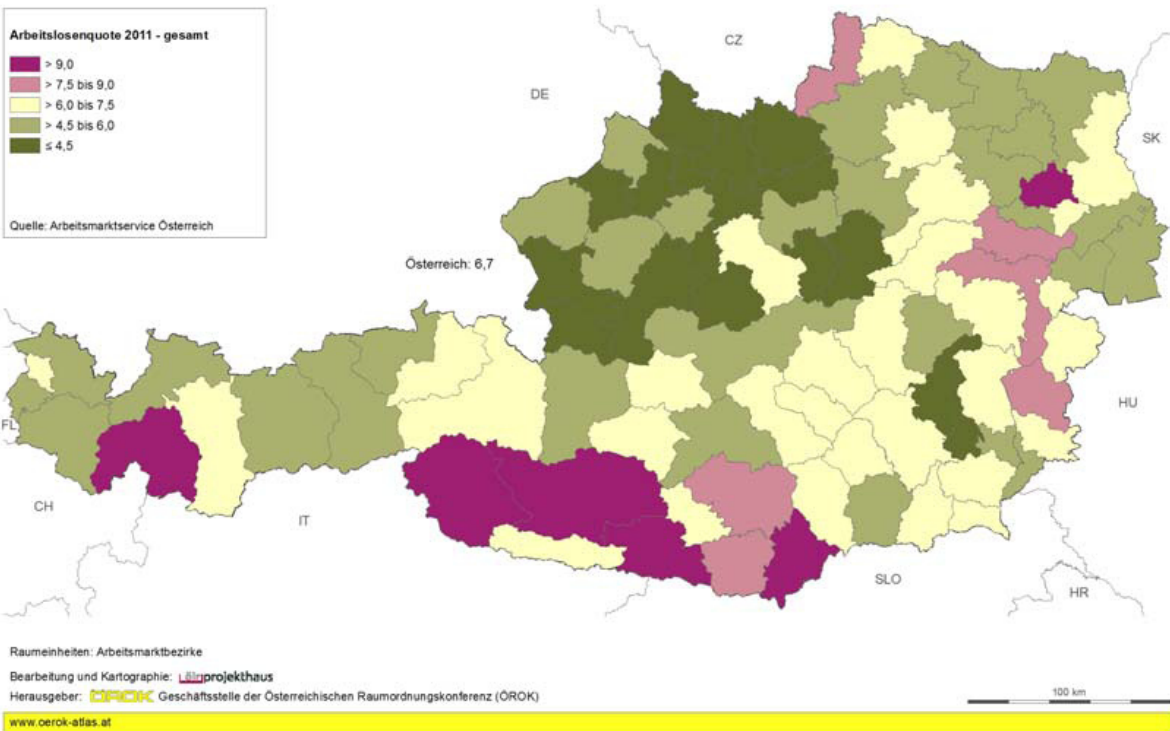 Arbeitslosenquote 2011 - gesamt
> 9,0
> 7,5 bis 9,0
> 6,0 bis 7,5
> 4,5 bis 6,0
≤ 4,5
Quelle: Arbeitsmarktservice Österreich
CZ
DE
SK
Österreich: 6,7
FL
HU
CH
IT
SLO
HR
Raumeinheiten: Arbeitsmarktbezirke
Bearbeitung und Kartographie: projekthaus
Herausgeber: ÖROK Geschäftsstelle der Österreichischen Raumordnungskonferenz (ÖROK)
100 km
www.oerok-atlas.at